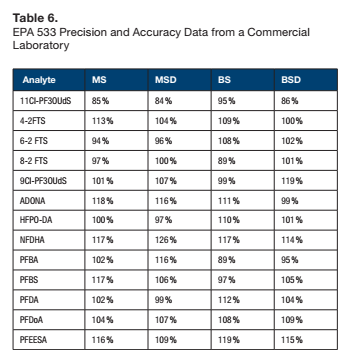 Table 6.
EPA 533 Precision and Accuracy Data from a Commercial
Laboratory
Analyte MS MSD BS BSD
11Cl-PF3OUdS 85% 84% 95% 86%
4-2FTS 113% 104% 109% 100%
6-2 FTS 94% 96% 108% 102%
8-2 FTS 97% 100% 89% 101%
9Cl-PF3OUdS 101% 107% 99% 119%
ADONA 118% 116% 111% 99%
HFPO-DA 100% 97% 110% 101%
NFDHA 117% 126% 117% 114%
PFBA 102% 116% 89% 95%
PFBS 117% 106% 97% 105%
PFDA 102% 99% 112% 104%
PFDoA 104% 107% 108% 109%
PFEESA 116% 109% 119% 115%